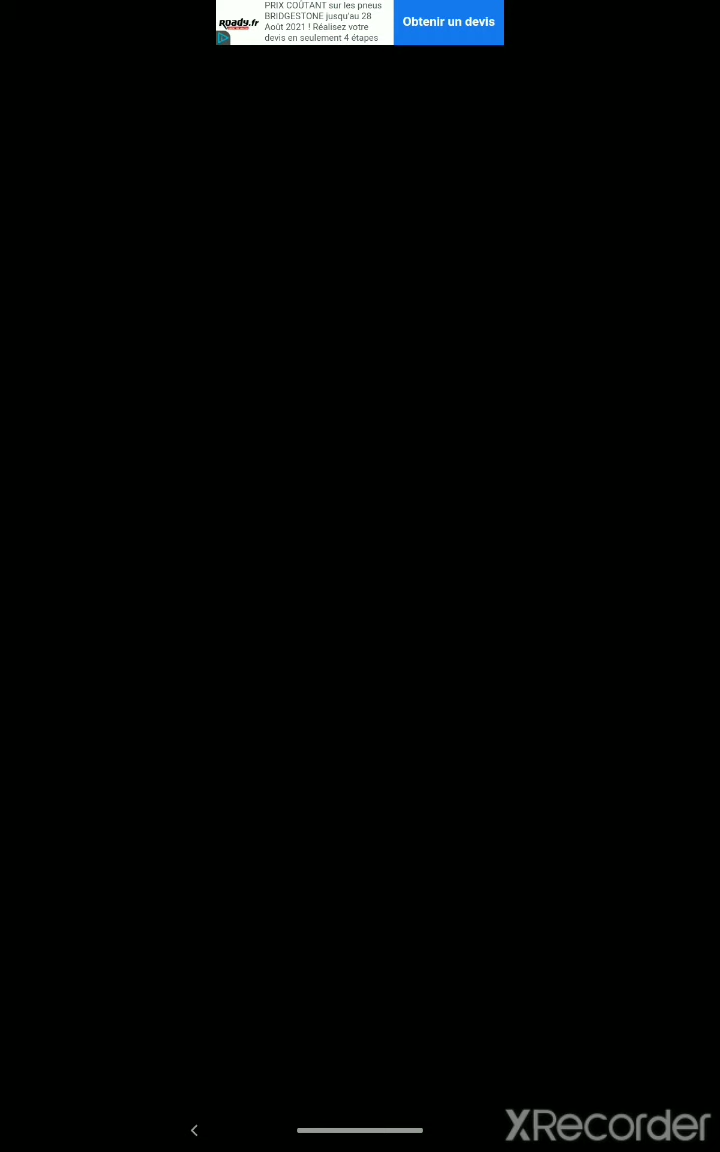 PRIX COÛTANT sur les pneus
BRIDGESTONE jusqu'au 28
Août 2021 ! Réalisez votre
devis en seulement 4 étapes
ROady.fr
Obtenir un devis
XRecorder